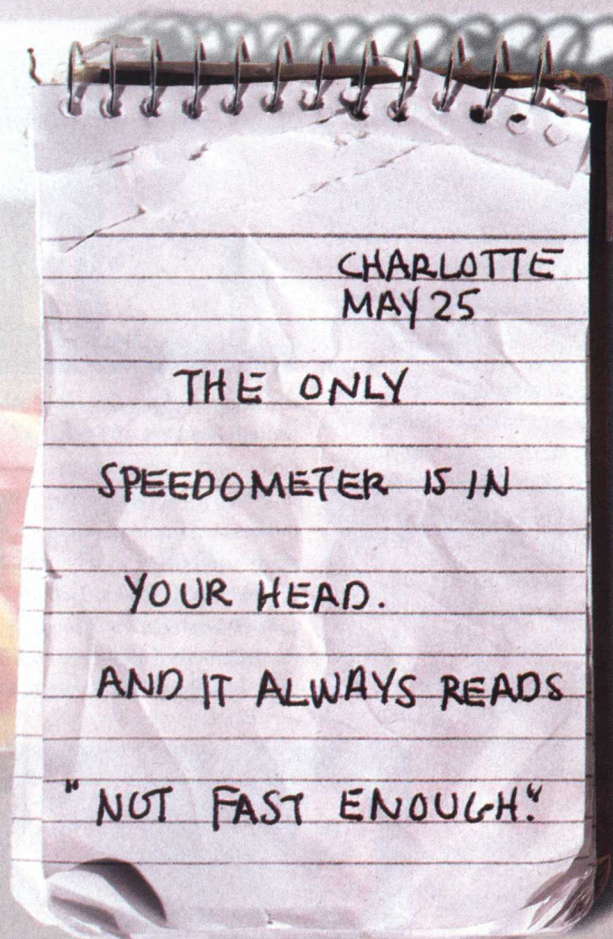 CHARLOTTE
MAY 25
THE ONLY
SPEEDOMETER IS IN
YOUR HEAD.
AND IT ALWAYS READS
"NOT FAST ENOUGH."